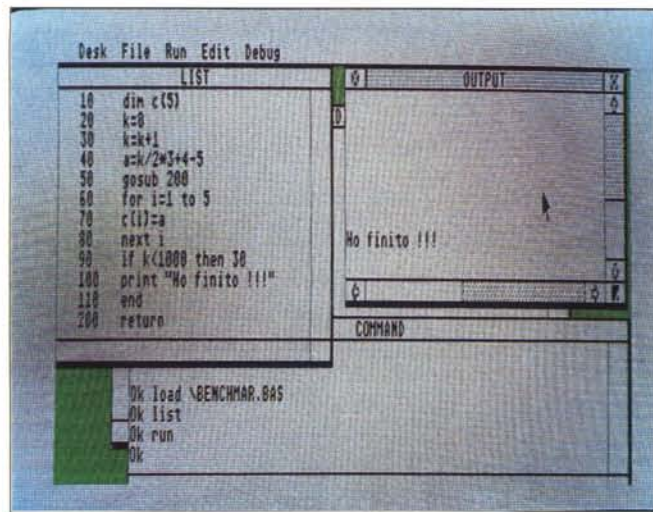 Desk File Run Edit Debug
LIST
10 dim c(5)
20 k=0
30 k=k+1
40 a=k/2*3+4-5
50 gosub 200
60 for i=1 to 5
70 c(i)=a
80 next i
90 if k<1000 then 30
100 print "Ho finito !!!"
110 end
200 return
OUTPUT
Ho finito !!!
COMMAND
Ok load \BENCHMAR.BAS
Ok list
Ok run
Ok